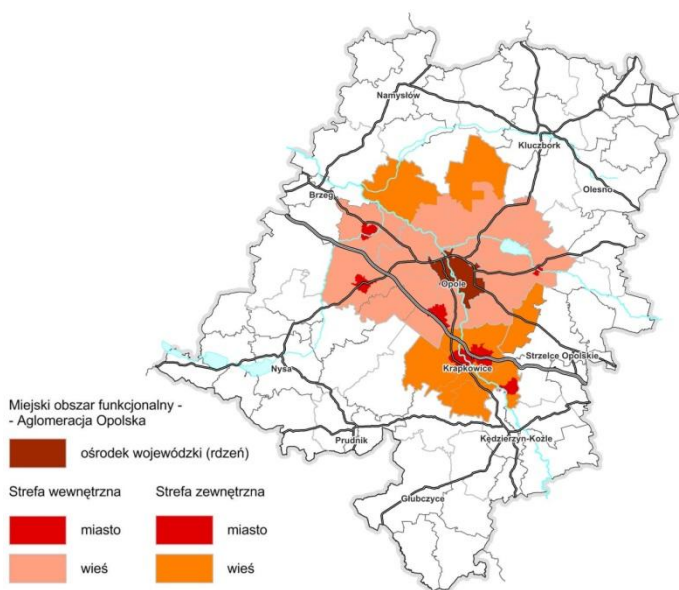 Namysłów
Kluczbork
Olesno
Brzeg
Opole
Strzelce Opolskie
Krapkowice
Nysa
Prudnik
Kędzierzyn-Koźle
Głubczyce
Miejski obszar funkcjonalny -
- Aglomeracja Opolska
ośrodek wojewódzki (rdzeń)
Strefa wewnętrzna Strefa zewnętrzna
miasto miasto
wieś wieś